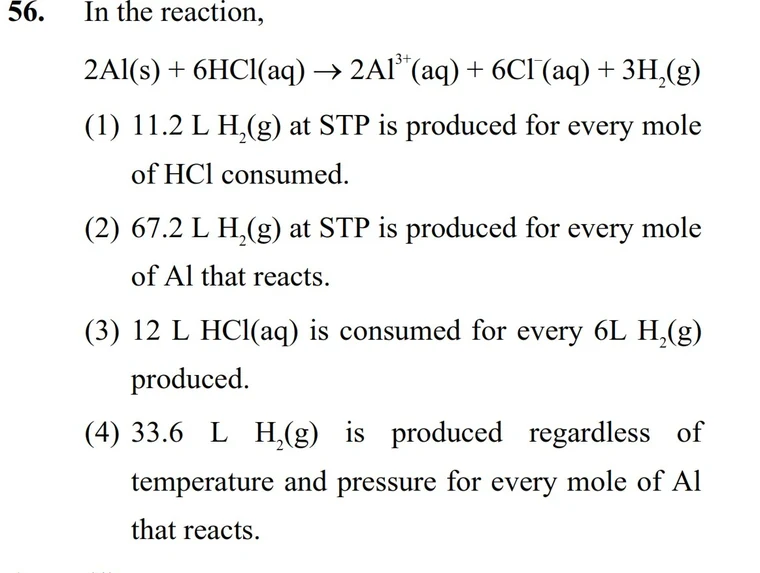 56. In the reaction,
2Al(s) + 6HCl(aq) → 2Al³⁺(aq) + 6Cl⁻(aq) + 3H₂(g)
(1) 11.2 L H₂(g) at STP is produced for every mole
of HCl consumed.
(2) 67.2 L H₂(g) at STP is produced for every mole
of Al that reacts.
(3) 12 L HCl(aq) is consumed for every 6L H₂(g)
produced.
(4) 33.6 L H₂(g) is produced regardless of
temperature and pressure for every mole of Al
that reacts.